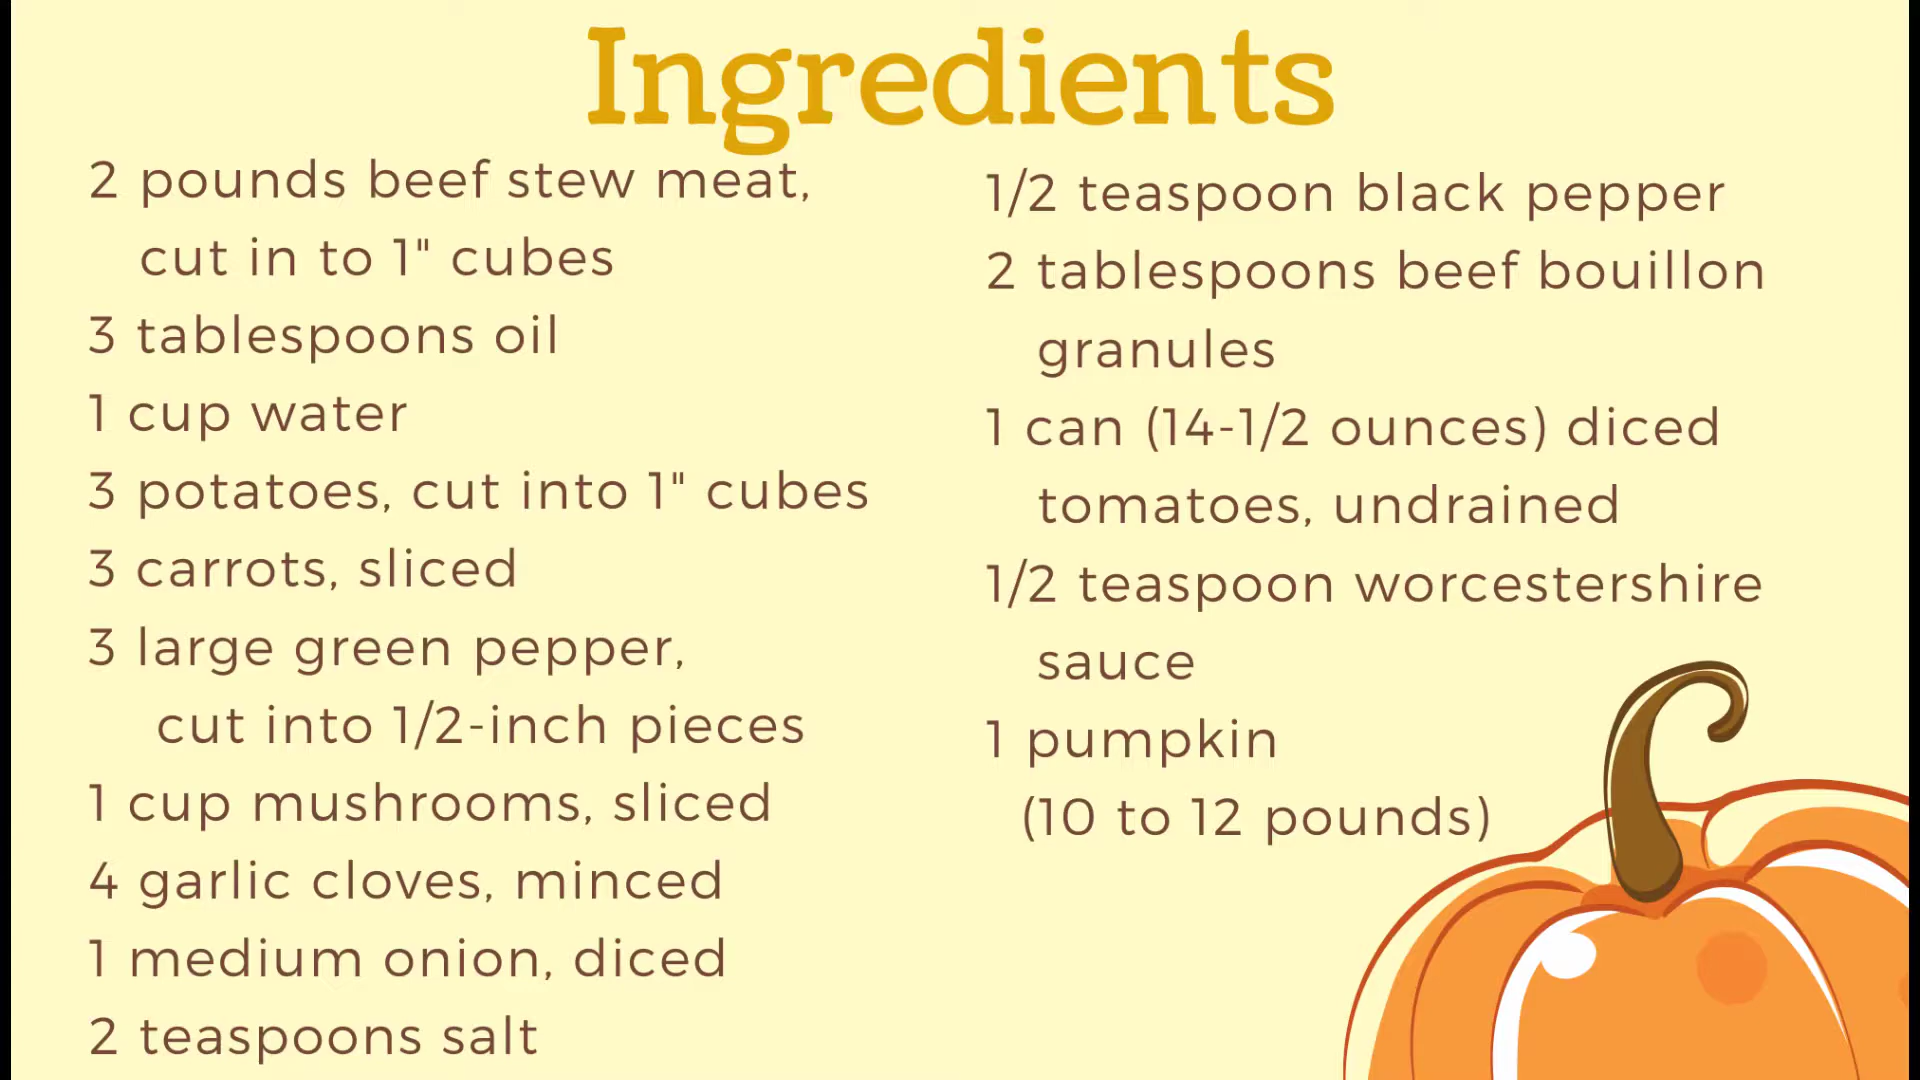 Ingredients
2 pounds beef stew meat,
cut in to 1" cubes
3 tablespoons oil
1 cup water
3 potatoes, cut into 1" cubes
3 carrots, sliced
3 large green pepper,
cut into 1/2-inch pieces
1 cup mushrooms, sliced
4 garlic cloves, minced
1 medium onion, diced
2 teaspoons salt
1/2 teaspoon black pepper
2 tablespoons beef bouillon
granules
1 can (14-1/2 ounces) diced
tomatoes, undrained
1/2 teaspoon worcestershire
sauce
1 pumpkin
(10 to 12 pounds)